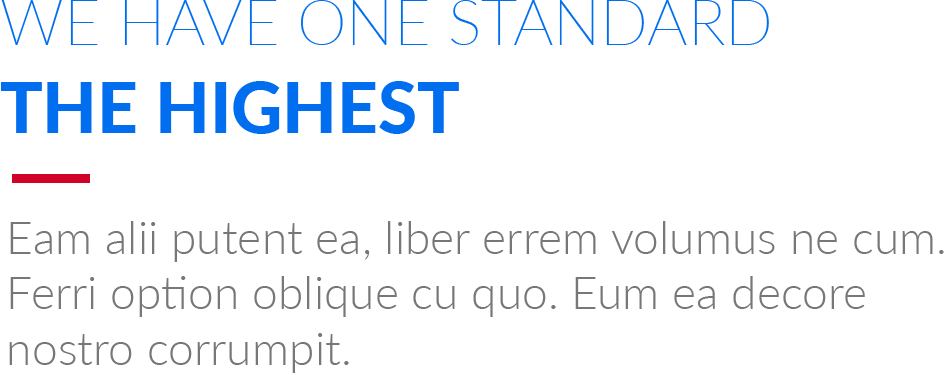 WE HAVE ONE STANDARD
THE HIGHEST
Eam alii putent ea, liber errem volumus ne cum.
Ferri option oblique cu quo. Eum ea decore
nostro corrumpit.